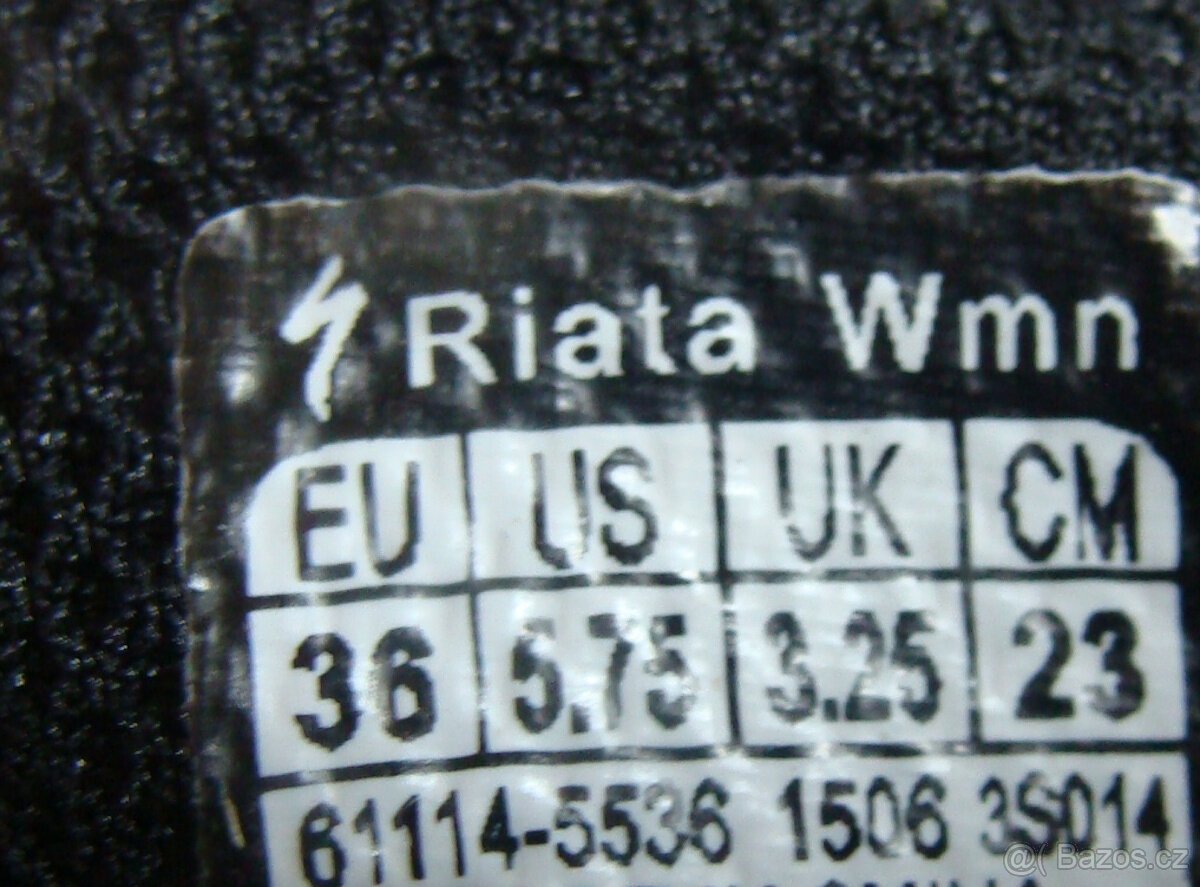 Riata Wmn
EU US UK CM
36 5.75 3.25 23
61114-5536 1506 3S014
@( Bazos.cz